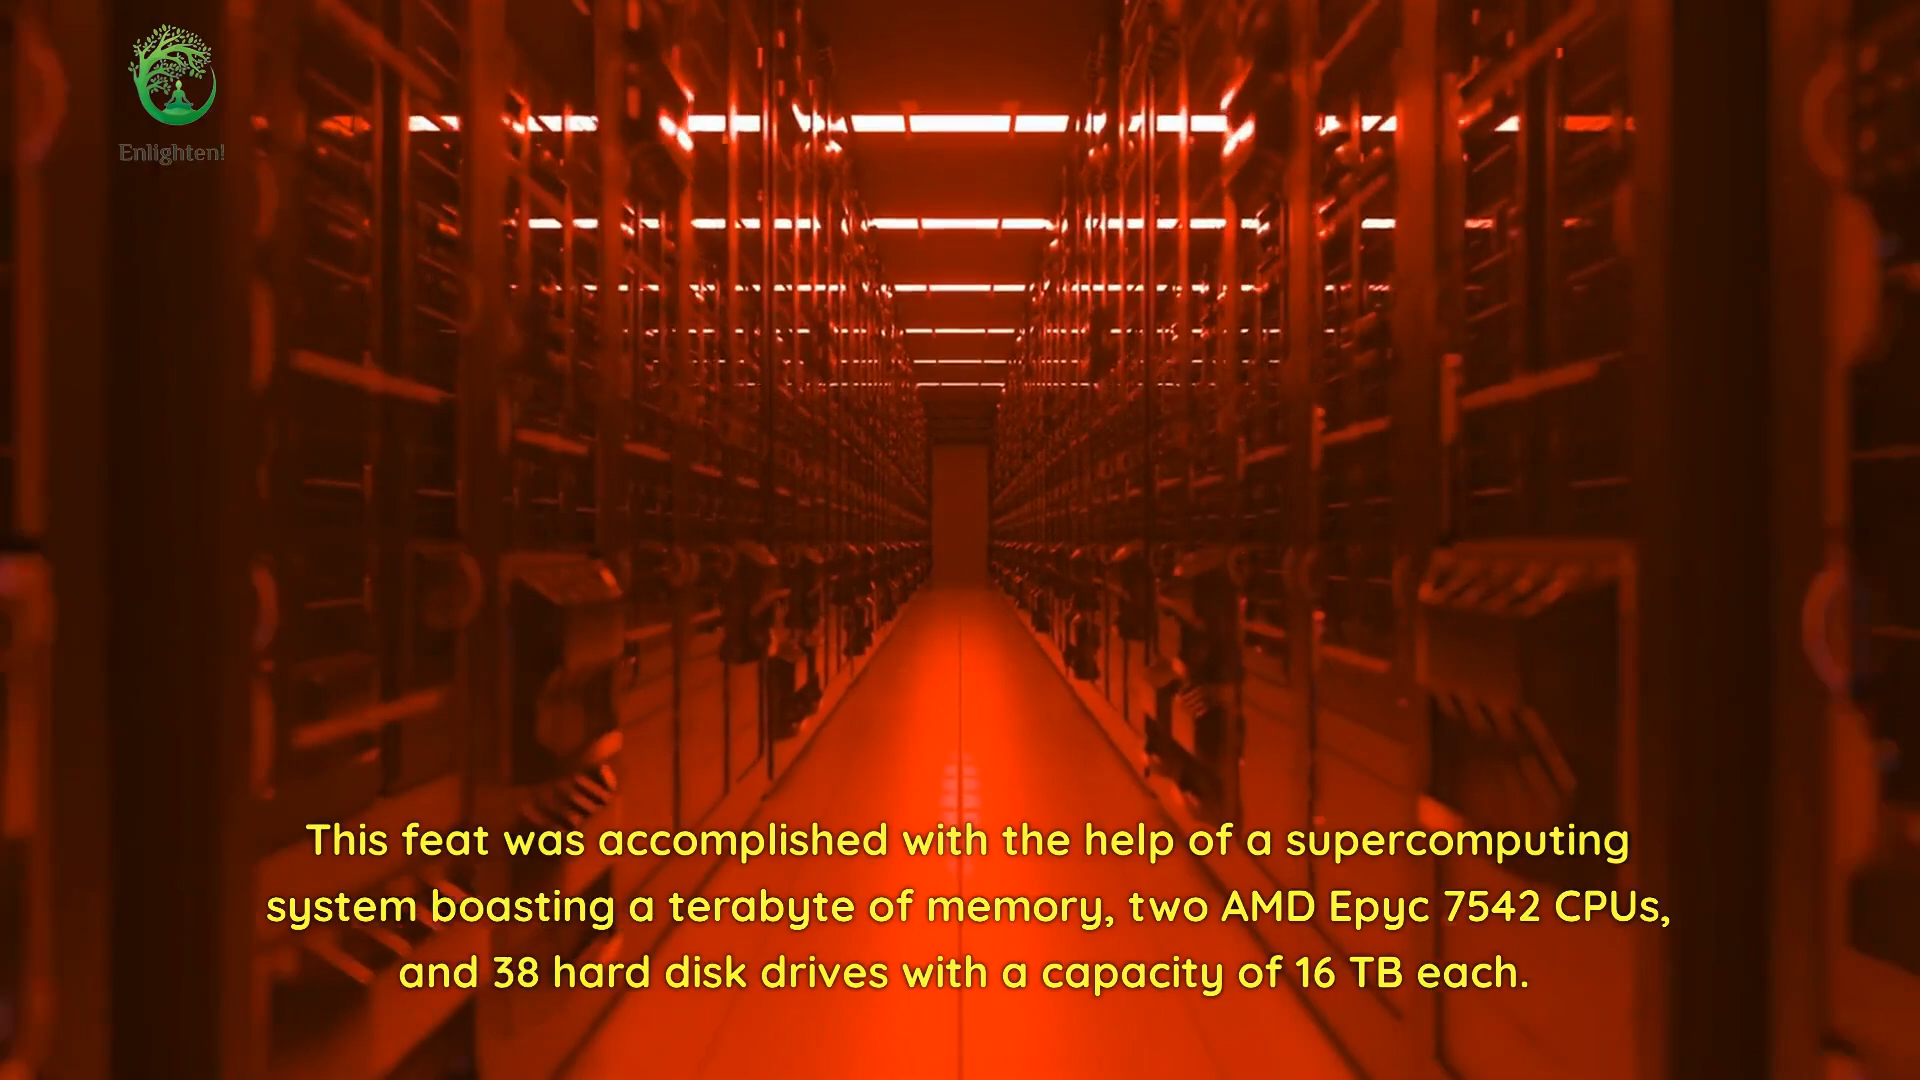 Enlighten!
This feat was accomplished with the help of a supercomputing
system boasting a terabyte of memory, two AMD Epyc 7542 CPUs,
and 38 hard disk drives with a capacity of 16 TB each.